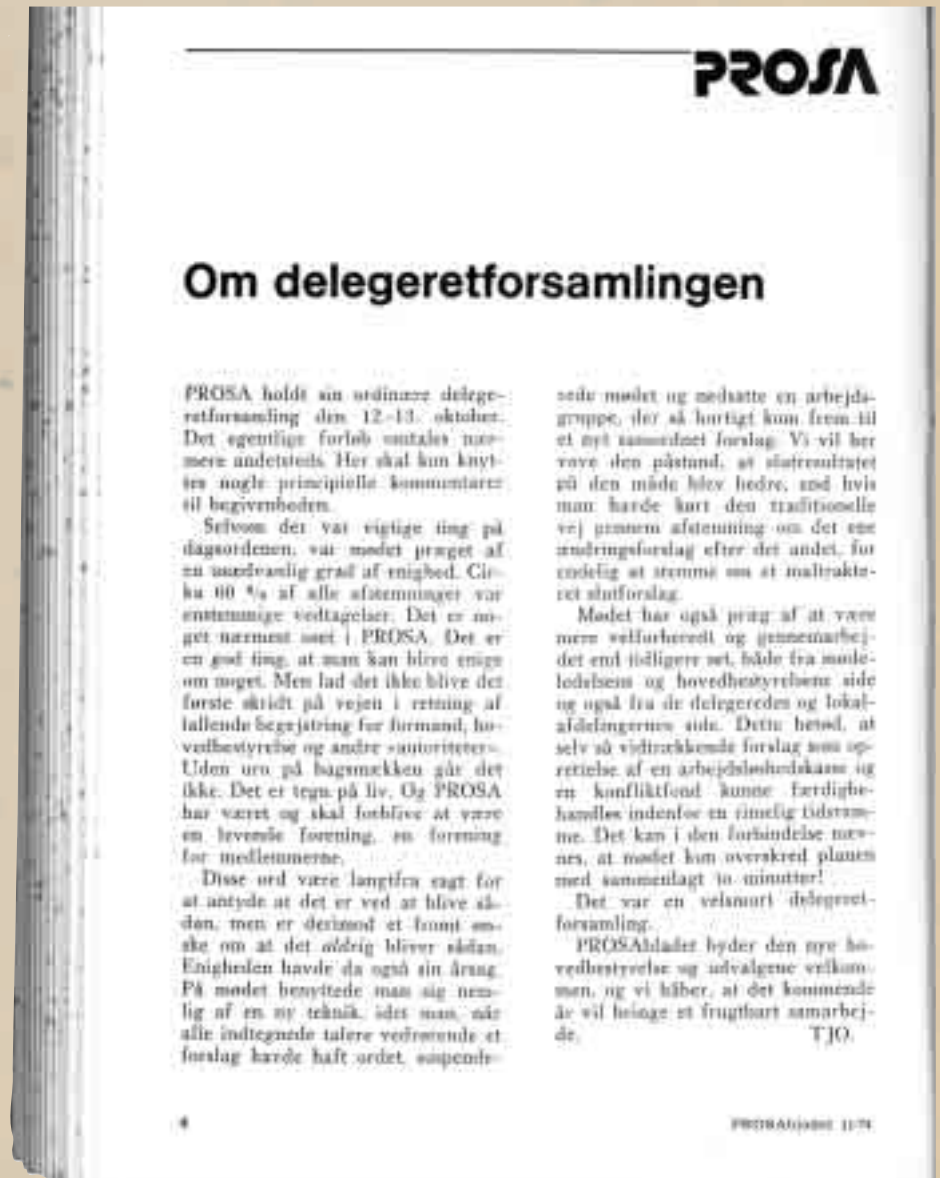 PROSA
Om delegeretforsamlingen
PROSA holdt sin ordinære delege-
retforsamling den 12.-13. oktober.
Det egentlige forløb omtales nær-
mere andetsteds. Her skal kun knyt-
tes nogle principielle kommentarer
til begivenheden.
Selvom der var vigtige ting på
dagsordenen, var mødet præget af
en usædvanlig grad af enighed. Cir-
ka 60 % af alle afstemninger var
enstemmige vedtagelser. Det er no-
get nærmest uset i PROSA. Det er
en god ting, at man kan blive enige
om noget. Men lad det ikke blive det
første skridt på vejen i retning af
lallende begejstring for formand, ho-
vedbestyrelse og andre »autoriteter«.
Uden uro på bagsmækken går det
ikke. Det er tegn på liv. Og PROSA
har været og skal forblive at være
en levende forening, en forening
for medlemmerne.
Disse ord være langtfra sagt for
at antyde at det er ved at blive så-
dan, men er derimod et fromt øn-
ske om at det aldrig bliver sådan.
Enigheden havde da også sin årsag.
På mødet benyttede man sig nem-
lig af en ny teknik, idet man, når
alle indtegnede talere vedrørende et
forslag havde haft ordet, suspende-
rede mødet og nedsatte en arbejds-
gruppe, der så hurtigt kom frem til
et nyt samordnet forslag. Vi vil her
vove den påstand, at slutresultatet
på den måde blev bedre, end hvis
man havde kørt den traditionelle
vej gennem afstemning om det ene
ændringsforslag efter det andet, for
endelig at stemme om et maltrakte-
ret slutforslag.
Mødet bar også præg af at være
mere velforberedt og gennemarbej-
det end tidligere set, både fra møde-
ledelsens og hovedbestyrelsens side
og også fra de delegeredes og lokal-
afdelingernes side. Dette betød, at
selv så vidtrækkende forslag som op-
rettelse af en arbejdsløshedskasse og
en konfliktfond kunne færdigbe-
handles indenfor en rimelig tidsram-
me. Det kan i den forbindelse næv-
nes, at mødet kun overskred planen
med sammenlagt to minutter!
Det var en velsmurt delegeret-
forsamling.
PROSAbladet byder den nye ho-
vedbestyrelse og udvalgene velkom-
men, og vi håber, at det kommende
år vil bringe et frugtbart samarbej-
de. TJO.
4 PROSAbladet 11/74